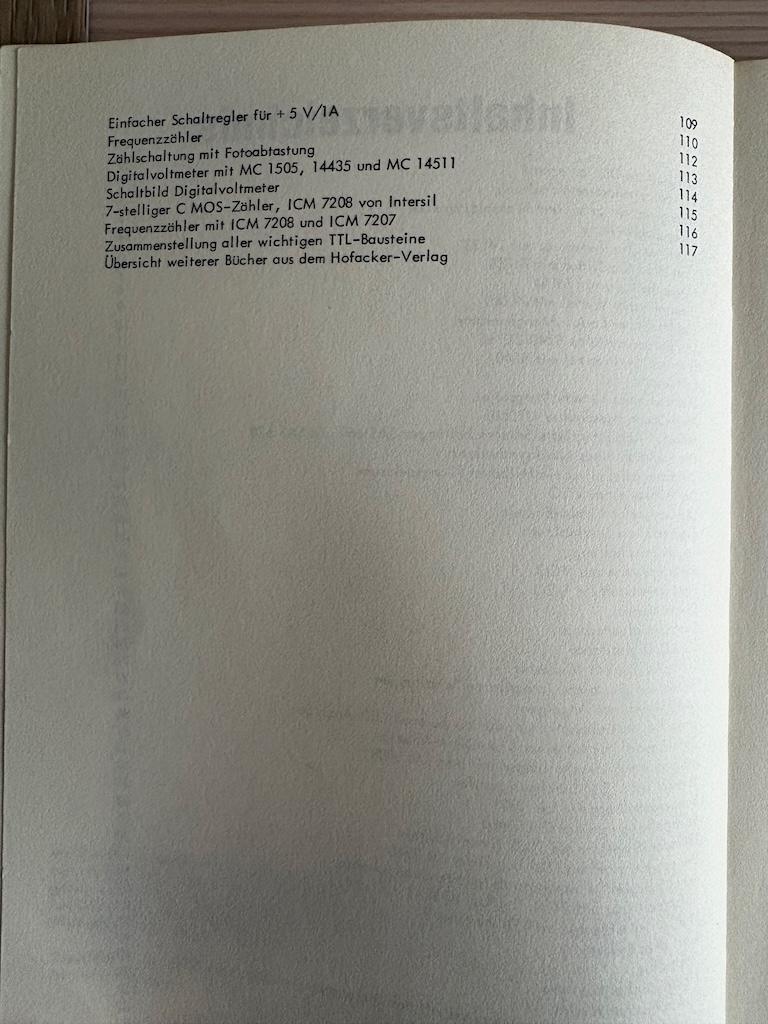 Einfacher Schaltregler für + 5 V/1A
Frequenzzähler 109
Zählschaltung mit Fotoabtastung 110
Digitalvoltmeter mit MC 1505, 14435 und MC 14511 112
Schaltbild Digitalvoltmeter 113
7-stelliger C MOS-Zähler, ICM 7208 von Intersil 114
Frequenzzähler mit ICM 7208 und ICM 7207 115
Zusammenstellung aller wichtigen TTL-Bausteine 116
Übersicht weiterer Bücher aus dem Hofacker-Verlag 117